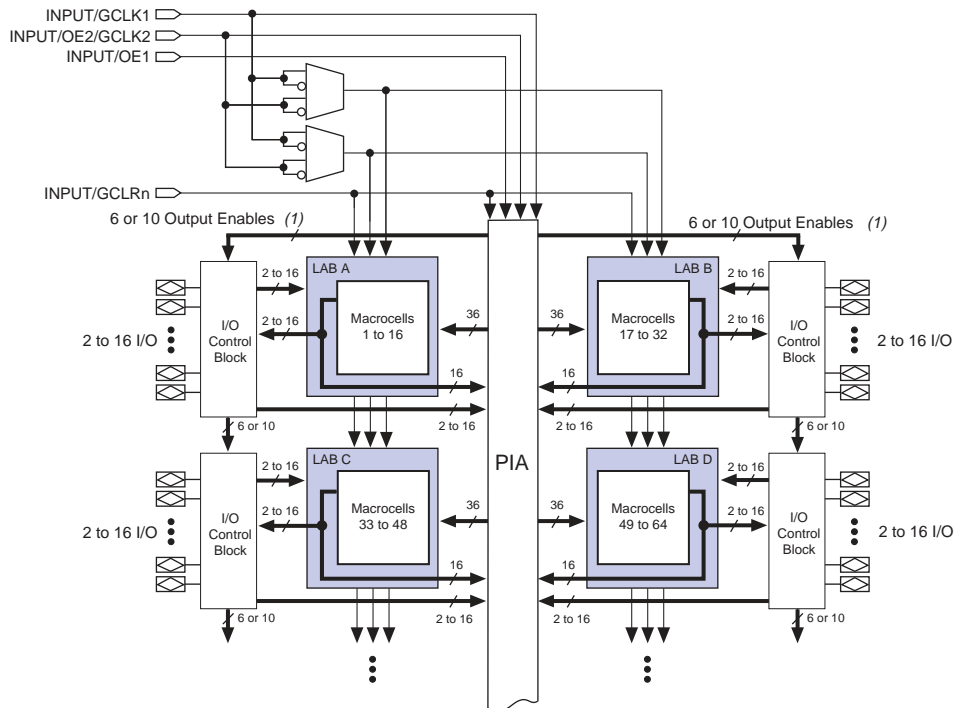 INPUT/GCLK1
INPUT/OE2/GCLK2
INPUT/OE1
INPUT/GCLRn
6 or 10 Output Enables (1)
6 or 10 Output Enables (1)
LAB A
LAB B
2 to 16
2 to 16
I/O
Control
Block
2 to 16
Macrocells
1 to 16
36
36
Macrocells
17 to 32
2 to 16
I/O
Control
Block
2 to 16 I/O
2 to 16 I/O
16
16
2 to 16
2 to 16
6 or 10
6 or 10
PIA
LAB C
LAB D
2 to 16
2 to 16
I/O
Control
Block
2 to 16
Macrocells
33 to 48
36
36
Macrocells
49 to 64
2 to 16
I/O
Control
Block
2 to 16 I/O
2 to 16 I/O
16
16
2 to 16
2 to 16
6 or 10
6 or 10